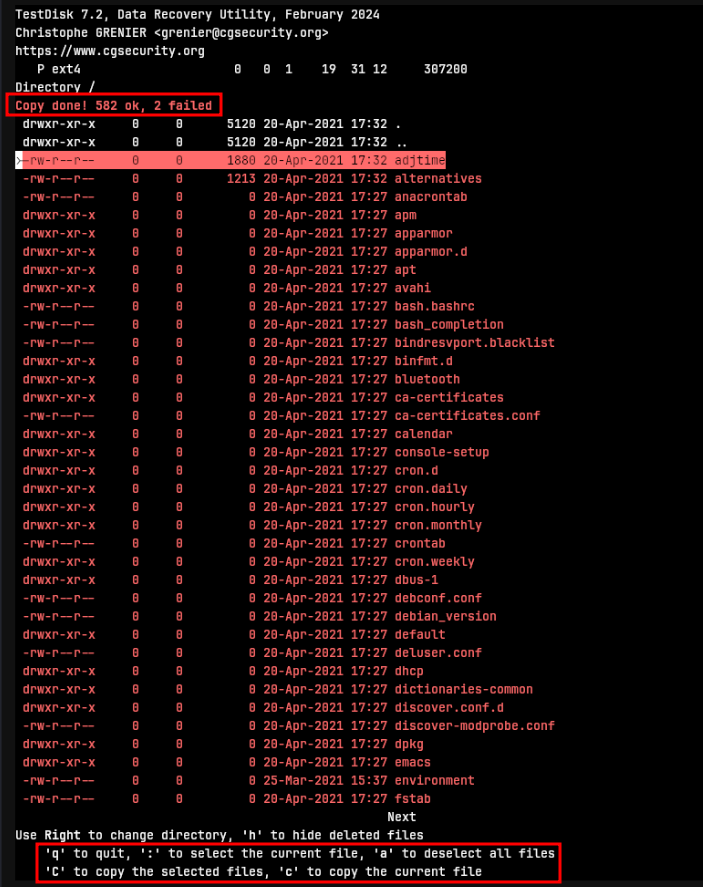 TestDisk 7.2, Data Recovery Utility, February 2024
Christophe GRENIER <grenier@cgsecurity.org>
https://www.cgsecurity.org
P ext4 0 0 1 19 31 12 307200
Directory /
Copy done! 582 ok, 2 failed
drwxr-xr-x 0 0 5120 20-Apr-2021 17:32 .
drwxr-xr-x 0 0 5120 20-Apr-2021 17:32 ..
>-rw-r--r-- 0 0 1880 20-Apr-2021 17:32 adjtime
-rw-r--r-- 0 0 1213 20-Apr-2021 17:32 alternatives
-rw-r--r-- 0 0 0 20-Apr-2021 17:27 anacrontab
drwxr-xr-x 0 0 0 20-Apr-2021 17:27 apm
drwxr-xr-x 0 0 0 20-Apr-2021 17:27 apparmor
drwxr-xr-x 0 0 0 20-Apr-2021 17:27 apparmor.d
drwxr-xr-x 0 0 0 20-Apr-2021 17:27 apt
drwxr-xr-x 0 0 0 20-Apr-2021 17:27 avahi
-rw-r--r-- 0 0 0 20-Apr-2021 17:27 bash.bashrc
-rw-r--r-- 0 0 0 20-Apr-2021 17:27 bash_completion
-rw-r--r-- 0 0 0 20-Apr-2021 17:27 bindresvport.blacklist
drwxr-xr-x 0 0 0 20-Apr-2021 17:27 binfmt.d
drwxr-xr-x 0 0 0 20-Apr-2021 17:27 bluetooth
drwxr-xr-x 0 0 0 20-Apr-2021 17:27 ca-certificates
-rw-r--r-- 0 0 0 20-Apr-2021 17:27 ca-certificates.conf
drwxr-xr-x 0 0 0 20-Apr-2021 17:27 calendar
drwxr-xr-x 0 0 0 20-Apr-2021 17:27 console-setup
drwxr-xr-x 0 0 0 20-Apr-2021 17:27 cron.d
drwxr-xr-x 0 0 0 20-Apr-2021 17:27 cron.daily
drwxr-xr-x 0 0 0 20-Apr-2021 17:27 cron.hourly
drwxr-xr-x 0 0 0 20-Apr-2021 17:27 cron.monthly
-rw-r--r-- 0 0 0 20-Apr-2021 17:27 crontab
drwxr-xr-x 0 0 0 20-Apr-2021 17:27 cron.weekly
drwxr-xr-x 0 0 0 20-Apr-2021 17:27 dbus-1
-rw-r--r-- 0 0 0 20-Apr-2021 17:27 debconf.conf
-rw-r--r-- 0 0 0 20-Apr-2021 17:27 debian_version
drwxr-xr-x 0 0 0 20-Apr-2021 17:27 default
-rw-r--r-- 0 0 0 20-Apr-2021 17:27 deluser.conf
drwxr-xr-x 0 0 0 20-Apr-2021 17:27 dhcp
drwxr-xr-x 0 0 0 20-Apr-2021 17:27 dictionaries-common
drwxr-xr-x 0 0 0 20-Apr-2021 17:27 discover.conf.d
-rw-r--r-- 0 0 0 20-Apr-2021 17:27 discover-modprobe.conf
drwxr-xr-x 0 0 0 20-Apr-2021 17:27 dpkg
drwxr-xr-x 0 0 0 20-Apr-2021 17:27 emacs
-rw-r--r-- 0 0 0 25-Mar-2021 15:37 environment
-rw-r--r-- 0 0 0 20-Apr-2021 17:27 fstab
Next
Use Right to change directory, 'h' to hide deleted files
'q' to quit, ':' to select the current file, 'a' to deselect all files
'C' to copy the selected files, 'c' to copy the current file